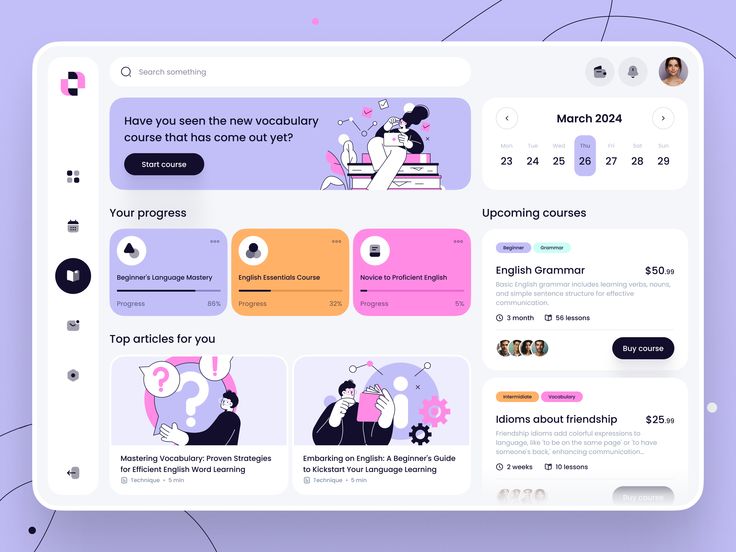 Search something
Have you seen the new vocabulary
course that has come out yet?
Start course
Your progress
Beginner's Language Mastery
Progress
86%
English Essentials Course
Progress
32%
Novice to Proficient English
Progress
5%
Top articles for you
Mastering Vocabulary: Proven Strategies
for Efficient English Word Learning
Technique • 5 min
Embarking on English: A Beginner's Guide
to Kickstart Your Language Learning
Technique • 5 min
March 2024
Mon Tue Wed Thu Fri Sat Sun
23 24 25 26 27 28 29
Upcoming courses
Beginner
Grammar
English Grammar
$50.99
Basic English grammar includes learning verbs, nouns,
and simple sentence structure for effective
communication.
3 month
56 lessons
Buy course
Intermidiate
Vocabulary
Idioms about friendship
$25.99
Friendship idioms add colorful expressions to
language, like 'to be on the same page' or 'to have
someone's back,' enhancing communication...
2 weeks
10 lessons
Buy course